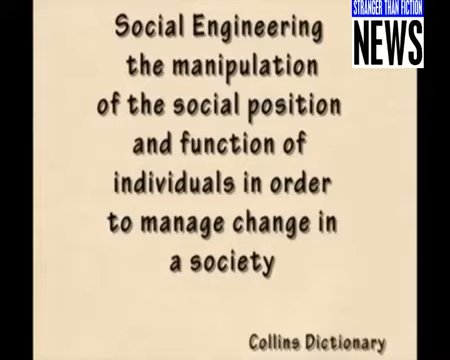 STRANGER THAN FICTION
NEWS
Social Engineering
the manipulation
of the social position
and function of
individuals in order
to manage change in
a society
Collins Dictionary